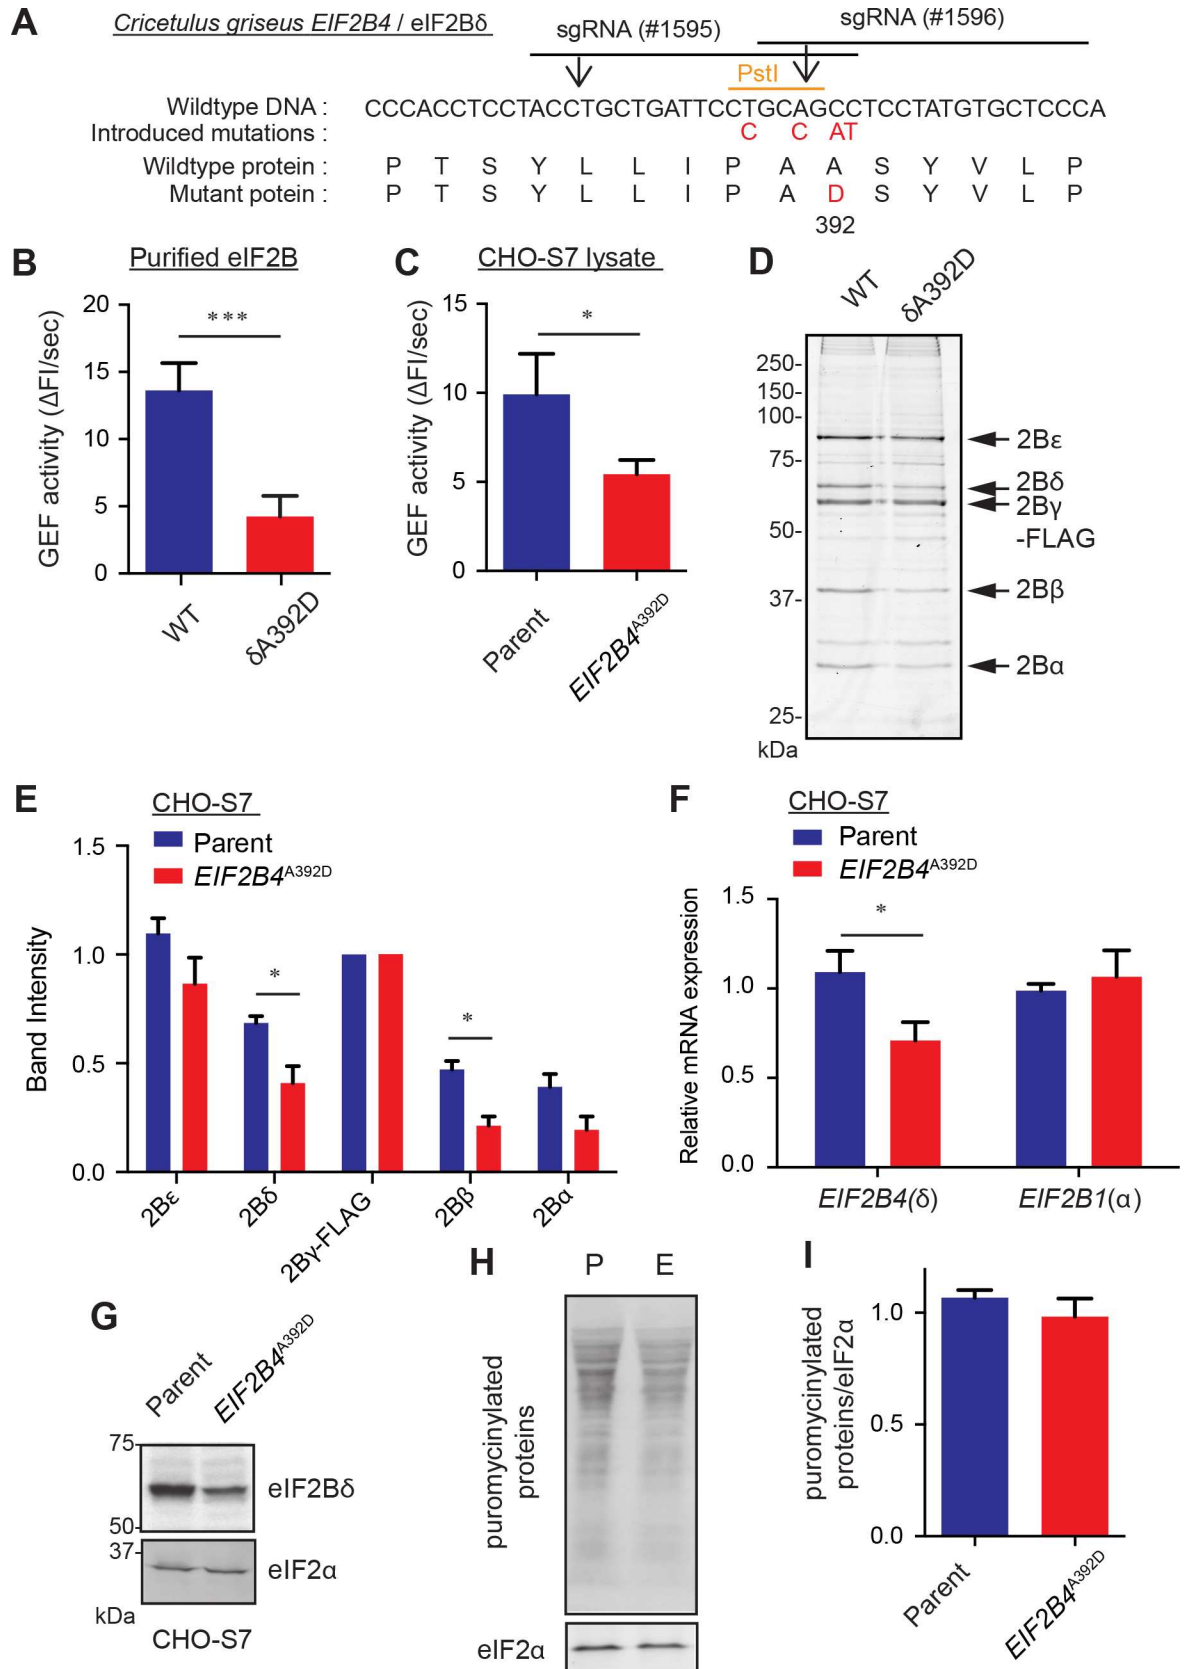 A
Cricetulus griseus EIF2B4 / eIF2Bδ
sgRNA (#1595)
sgRNA (#1596)
PstI
Wildtype DNA : CCCACCTCCTACCTGCTGATTCCTGCAGCCTCCTATGTGCTCCCA
Introduced mutations : C C AT
Wildtype protein : P T S Y L L I P A A S Y V L P
Mutant potein : P T S Y L L I P A D S Y V L P
392
B
Purified eIF2B
GEF activity (ΔFI/sec)
20
15
10
5
0
***
WT
δA392D
C
CHO-S7 lysate
GEF activity (ΔFI/sec)
15
10
5
0
*
Parent
EIF2B4A392D
D
WT
δA392D
250-
150-
100-
75-
50-
37-
25-
kDa
2Bε
2Bδ
2Bγ
-FLAG
2Bβ
2Bα
E
CHO-S7
Parent
EIF2B4A392D
Band Intensity
1.5
1.0
0.5
0.0
*
*
2Bε
2Bδ
2Bγ-FLAG
2Bβ
2Bα
F
CHO-S7
Parent
EIF2B4A392D
Relative mRNA expression
1.5
1.0
0.5
0.0
*
EIF2B4(δ)
EIF2B1(α)
G
Parent
EIF2B4A392D
75-
50-
37-
kDa
eIF2Bδ
eIF2α
CHO-S7
H
P E
puromycinylated
proteins
eIF2α
I
puromycinylated
proteins/eIF2α
1.0
0.5
0.0
Parent
EIF2B4A392D